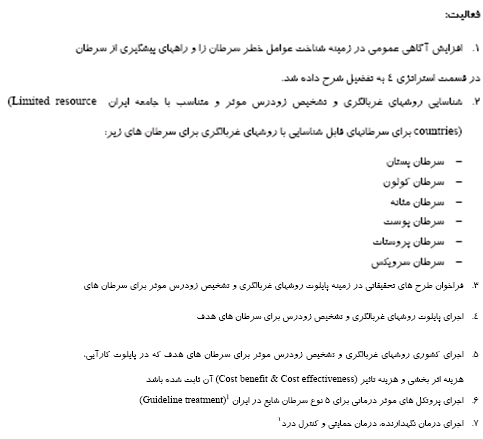 فعالیت:
۱. افزایش آگاهی عمومی در زمینه شناخت عوامل خطر سرطان زا و راههای پیشگیری از سرطان
در قسمت استراتژی ٤ به تفضیل شرح داده شد.
۲. شناسایی روشهای غربالگری و تشخیص زودرس موثر و متناسب با جامعه ایران (Limited resource
countries) برای سرطانهای قابل شناسایی با روشهای غربالگری برای سرطان های زیر:
– سرطان پستان
– سرطان کولون
– سرطان مثانه
– سرطان پوست
– سرطان پروستات
– سرطان سرویکس
۳. فراخوان طرح های تحقیقاتی در زمینه پایلوت روشهای غربالگری و تشخیص زودرس موثر برای سرطان های
٤. اجرای پایلوت روشهای غربالگری و تشخیص زودرس برای سرطان های هدف
۵. اجرای کشوری روشهای غربالگری و تشخیص زودرس موثر برای سرطان های هدف که در پایلوت کارآیی،
هزینه اثر بخشی و هزینه تاثیر (Cost benefit & Cost effectiveness) آن ثابت شده باشد
۶. اجرای پروتکل های موثر درمانی برای ۵ نوع سرطان شایع در ایران (Guideline treatment)¹
۷. اجرای درمان نگهدارنده، درمان حمایتی و کنترل درد¹